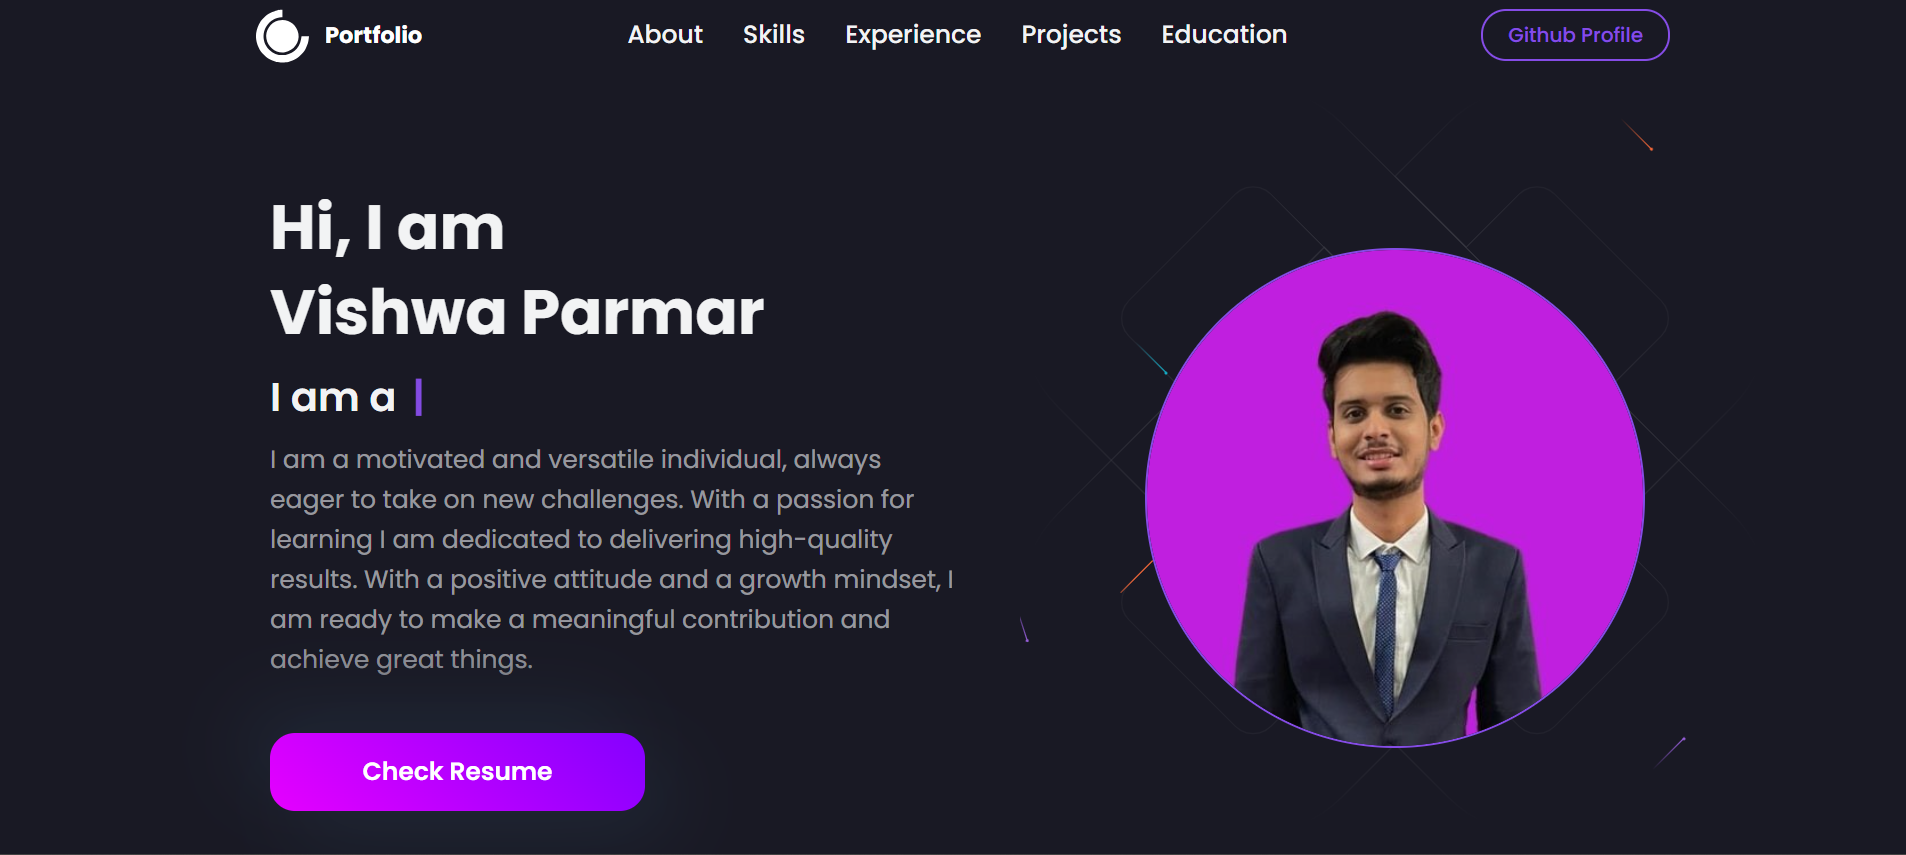 Portfolio
About Skills Experience Projects Education
Github Profile
Hi, I am
Vishwa Parmar
I am a
I am a motivated and versatile individual, always
eager to take on new challenges. With a passion for
learning I am dedicated to delivering high-quality
results. With a positive attitude and a growth mindset, I
am ready to make a meaningful contribution and
achieve great things.
Check Resume